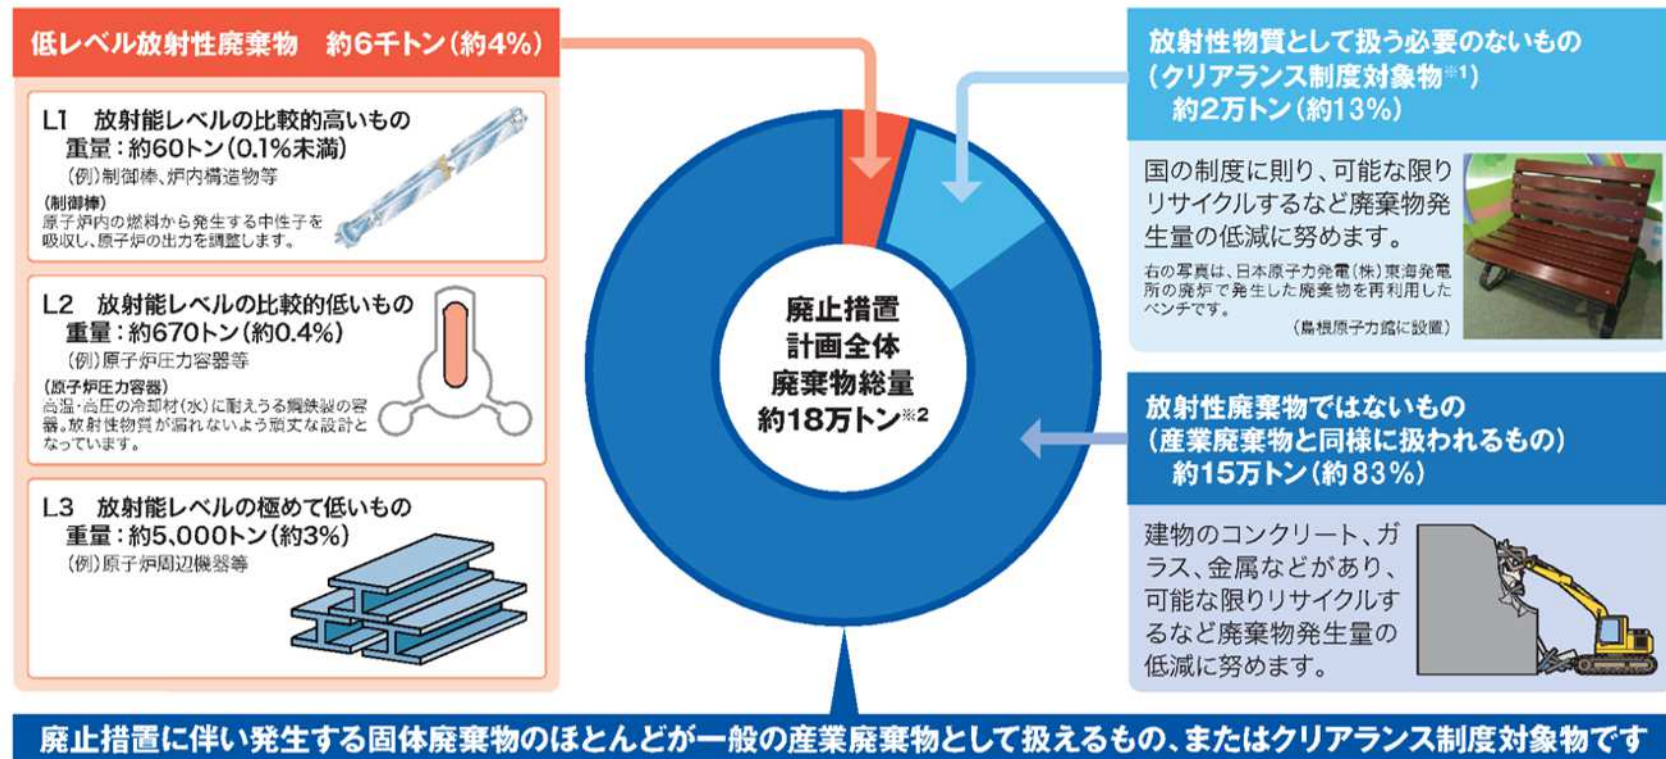 低レベル放射性廃棄物　約6千トン(約4%)
L1　放射能レベルの比較的高いもの
重量：約60トン(0.1%未満)
(例)制御棒、炉内構造物等
(制御棒)
原子炉内の燃料から発生する中性子を
吸収し、原子炉の出力を調整します。
L2　放射能レベルの比較的低いもの
重量：約670トン(約0.4%)
(例)原子炉圧力容器等
(原子炉圧力容器)
高温・高圧の冷却材(水)に耐えうる鋼鉄製の容
器。放射性物質が漏れないよう頑丈な設計と
なっています。
L3　放射能レベルの極めて低いもの
重量：約5,000トン(約3%)
(例)原子炉周辺機器等
廃止措置
計画全体
廃棄物総量
約18万トン※2
放射性物質として扱う必要のないもの
(クリアランス制度対象物※1)
約2万トン(約13%)
国の制度に則り、可能な限り
リサイクルするなど廃棄物発
生量の低減に努めます。
右の写真は、日本原子力発電(株)東海発電
所の廃炉で発生した廃棄物を再利用した
ベンチです。
(島根原子力館に設置)
放射性廃棄物ではないもの
(産業廃棄物と同様に扱われるもの)
約15万トン(約83%)
建物のコンクリート、ガ
ラス、金属などがあり、
可能な限りリサイクルす
るなど廃棄物発生量の
低減に努めます。
廃止措置に伴い発生する固体廃棄物のほとんどが一般の産業廃棄物として扱えるもの、またはクリアランス制度対象物です